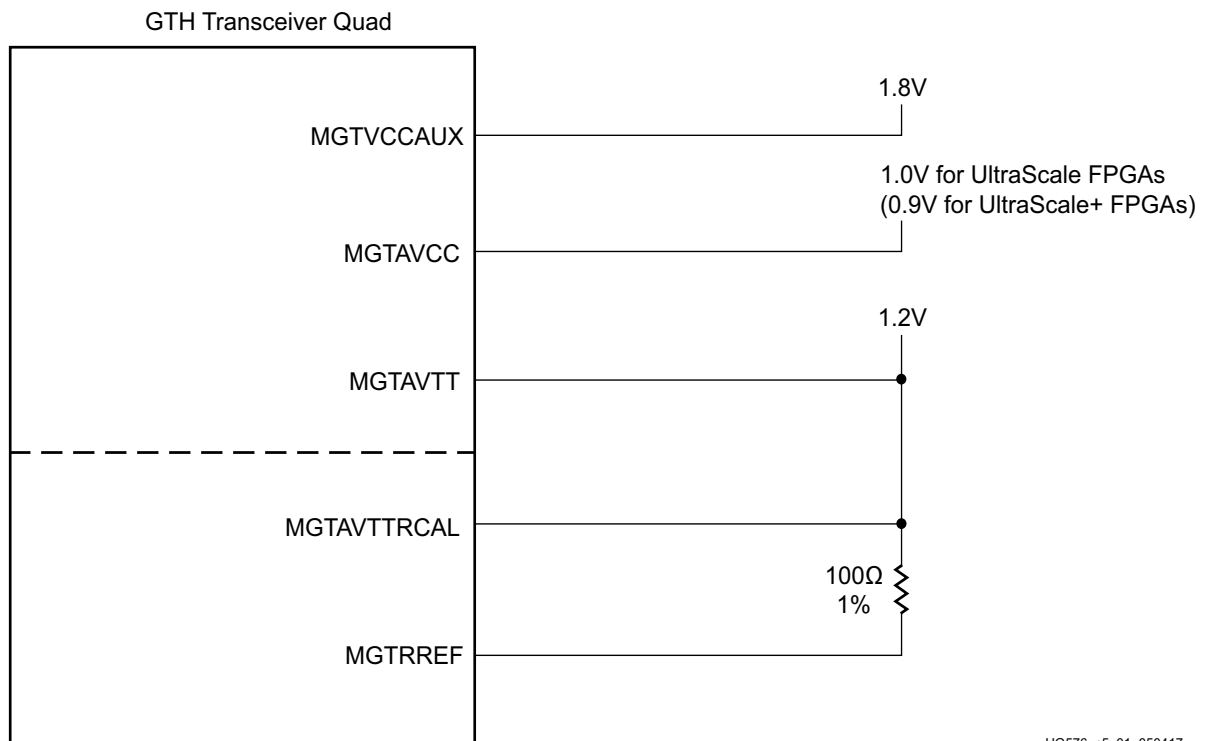 GTH Transceiver Quad
1.8V
MGTVCCAUX
1.0V for UltraScale FPGAs
(0.9V for UltraScale+ FPGAs)
MGTAVCC
1.2V
MGTAVTT
MGTAVTTRCAL
100Ω
1%
MGTRREF